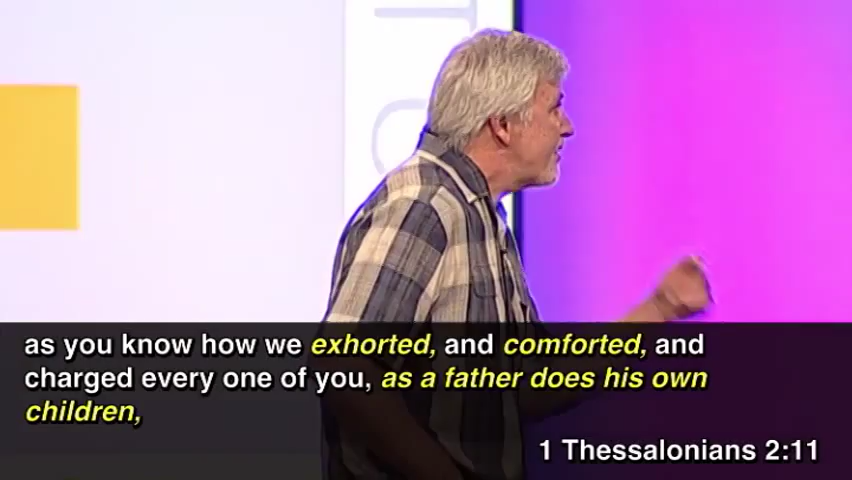 as you know how we exhorted, and comforted, and
charged every one of you, as a father does his own
children,
1 Thessalonians 2:11